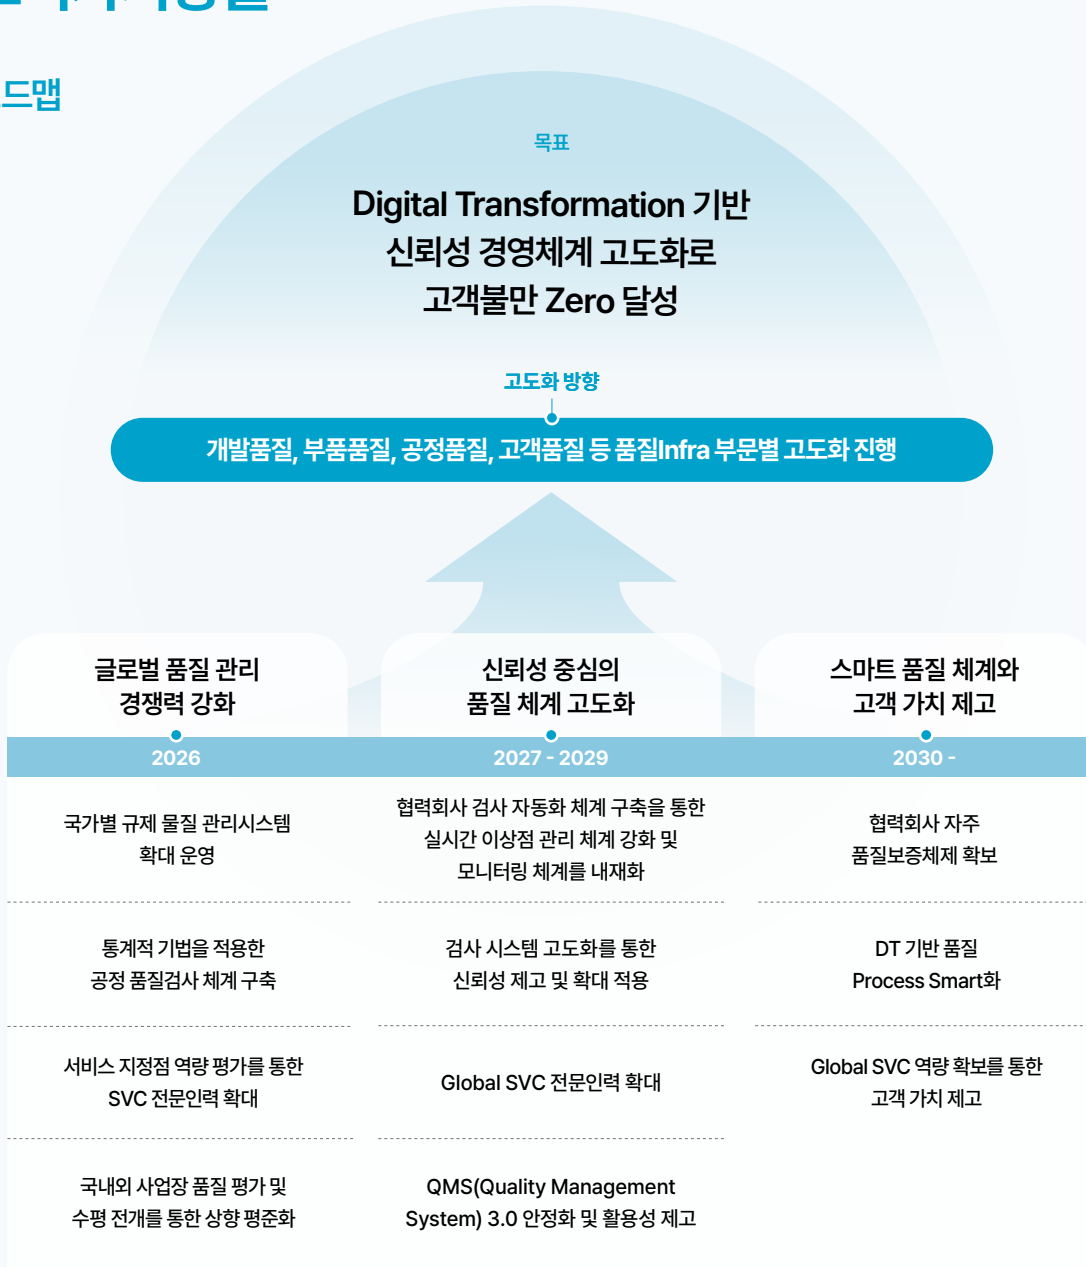 드맵
목표
Digital Transformation 기반
신뢰성 경영체계 고도화로
고객불만 Zero 달성
고도화 방향
개발품질, 부품품질, 공정품질, 고객품질 등 품질Infra 부문별 고도화 진행
글로벌 품질 관리
경쟁력 강화
2026
국가별 규제 물질 관리시스템
확대 운영
통계적 기법을 적용한
공정 품질검사 체계 구축
서비스 지정점 역량 평가를 통한
SVC 전문인력 확대
국내외 사업장 품질 평가 및
수평 전개를 통한 상향 평준화
신뢰성 중심의
품질 체계 고도화
2027 - 2029
협력회사 검사 자동화 체계 구축을 통한
실시간 이상점 관리 체계 강화 및
모니터링 체계를 내재화
검사 시스템 고도화를 통한
신뢰성 제고 및 확대 적용
Global SVC 전문인력 확대
QMS(Quality Management
System) 3.0 안정화 및 활용성 제고
스마트 품질 체계와
고객 가치 제고
2030 -
협력회사 자주
품질보증체제 확보
DT 기반 품질
Process Smart화
Global SVC 역량 확보를 통한
고객 가치 제고